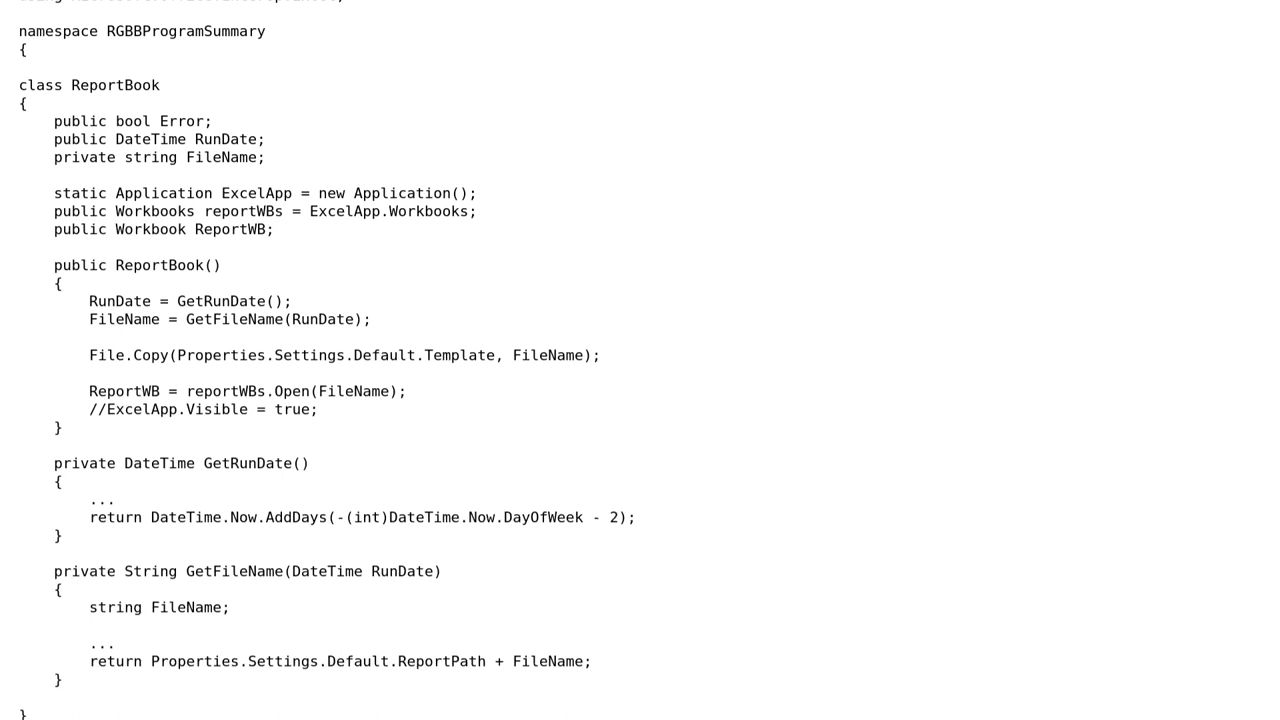 namespace RGBBProgramSummary
{
class ReportBook
{
public bool Error;
public DateTime RunDate;
private string FileName;
static Application ExcelApp = new Application();
public Workbooks reportWBs = ExcelApp.Workbooks;
public Workbook ReportWB;
public ReportBook()
{
RunDate = GetRunDate();
FileName = GetFileName(RunDate);
File.Copy(Properties.Settings.Default.Template, FileName);
ReportWB = reportWBs.Open(FileName);
//ExcelApp.Visible = true;
}
private DateTime GetRunDate()
{
...
return DateTime.Now.AddDays(-(int)DateTime.Now.DayOfWeek - 2);
}
private String GetFileName(DateTime RunDate)
{
string FileName;
...
return Properties.Settings.Default.ReportPath + FileName;
}
}